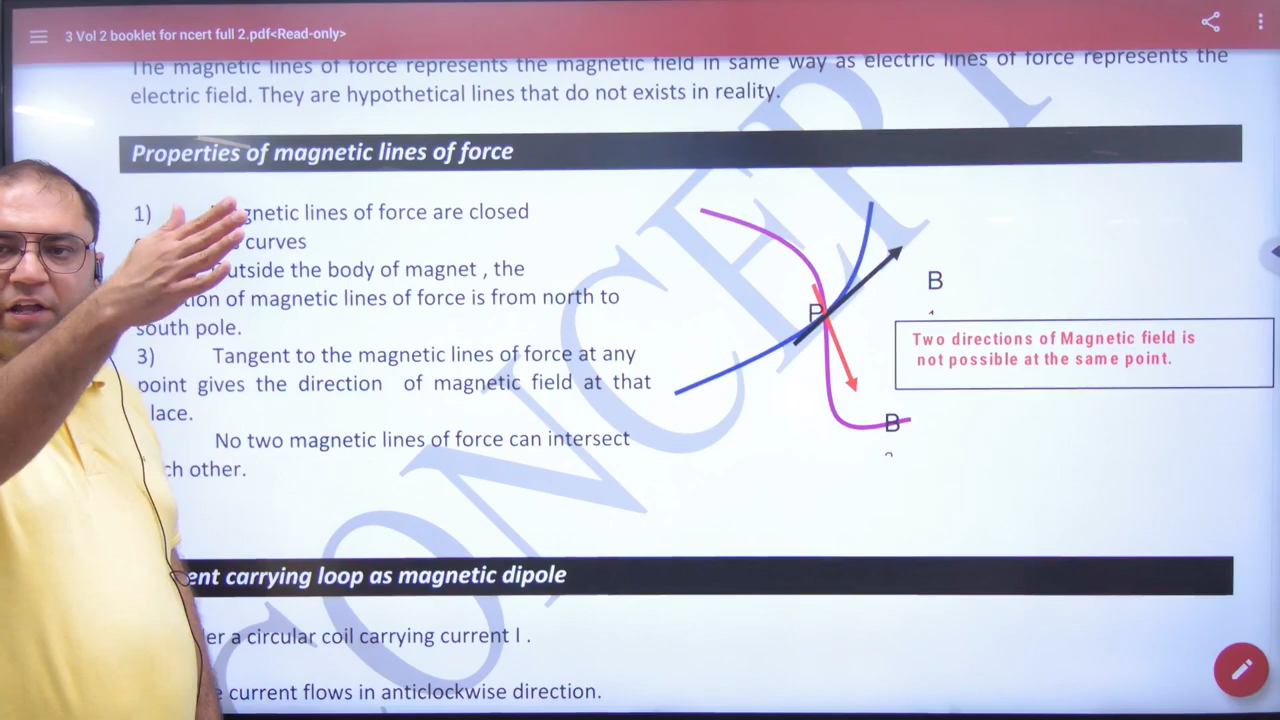 3 Vol 2 booklet for ncert full 2.pdf<Read-only>
The magnetic lines of force represents the magnetic field in same way as electric lines of force represents the
electric field. They are hypothetical lines that do not exists in reality.
Properties of magnetic lines of force
1) gnetic lines of force are closed
curves
utside the body of magnet , the
ion of magnetic lines of force is from north to
south pole.
3) Tangent to the magnetic lines of force at any
point gives the direction of magnetic field at that
lace.
No two magnetic lines of force can intersect
ch other.
P
B
Two directions of Magnetic field is
not possible at the same point.
B
ent carrying loop as magnetic dipole
er a circular coil carrying current I .
e current flows in anticlockwise direction.
CONCEPT